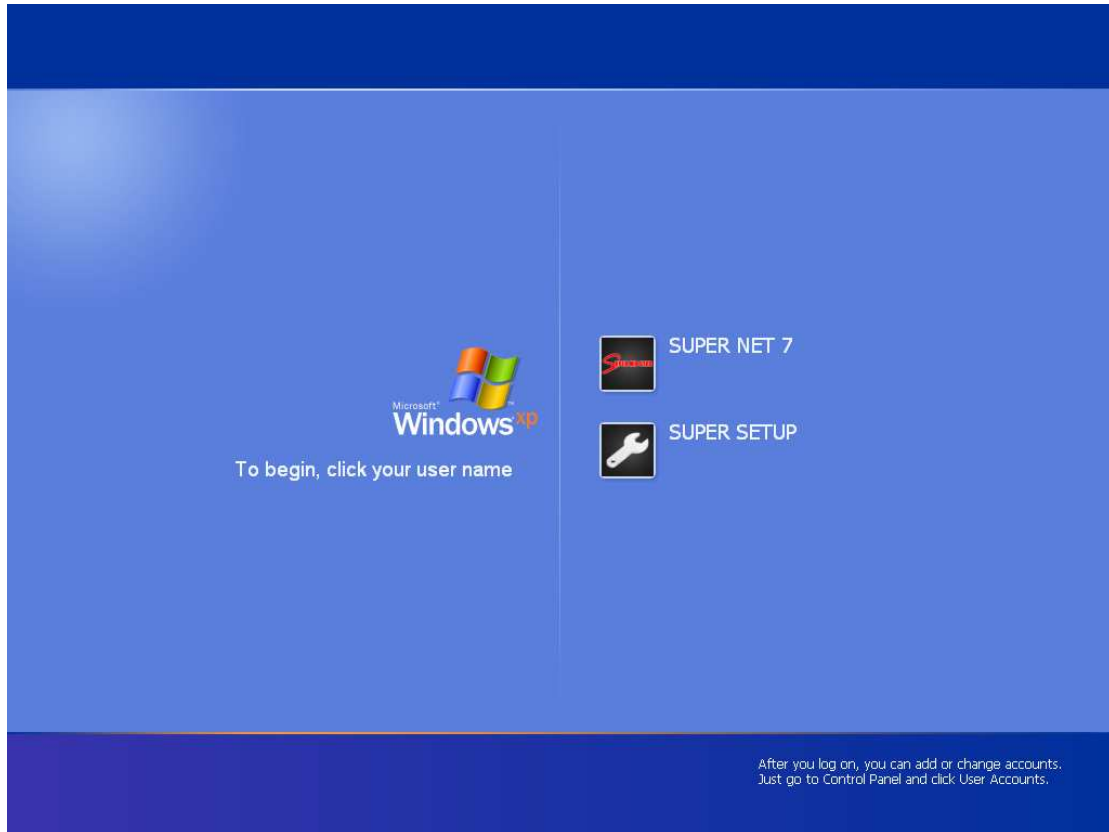 Microsoft®
Windows xp™
To begin, click your user name
SUPER NET 7
SUPER SETUP
After you log on, you can add or change accounts.
Just go to Control Panel and click User Accounts.